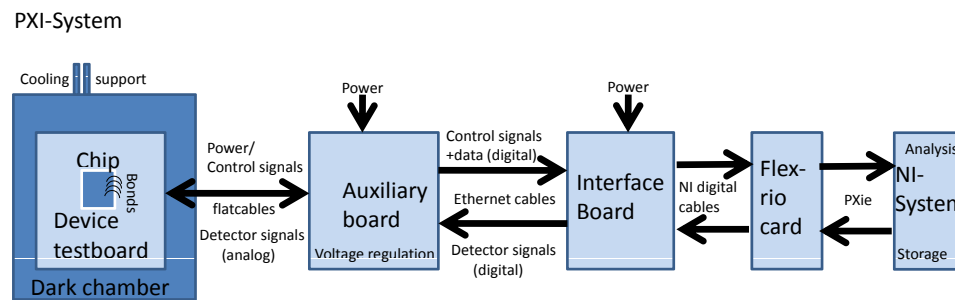 PXI-System
Cooling support
Chip
Bonds
Device
testboard
Dark chamber
Power/
Control signals
flatcables
Detector signals
(analog)
Power
Auxiliary
board
Voltage regulation
Control signals
+data (digital)
Ethernet cables
Detector signals
(digital)
Power
Interface
Board
NI digital
cables
Flex-
rio
card
PXie
Analysis
NI-
System
Storage